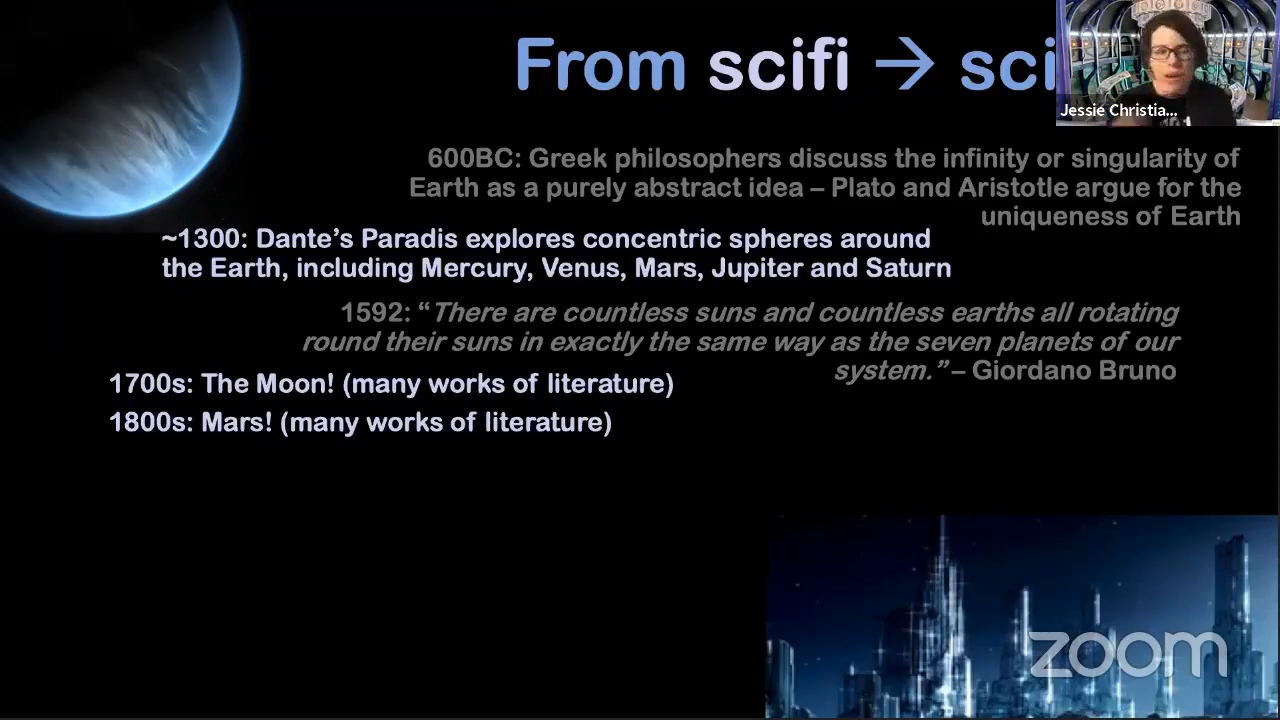 From scifi → sci
Jessie Christia...
600BC: Greek philosophers discuss the infinity or singularity of
Earth as a purely abstract idea – Plato and Aristotle argue for the
uniqueness of Earth
~1300: Dante’s Paradis explores concentric spheres around
the Earth, including Mercury, Venus, Mars, Jupiter and Saturn
1592: “There are countless suns and countless earths all rotating
round their suns in exactly the same way as the seven planets of our
system.” – Giordano Bruno
1700s: The Moon! (many works of literature)
1800s: Mars! (many works of literature)
zoom